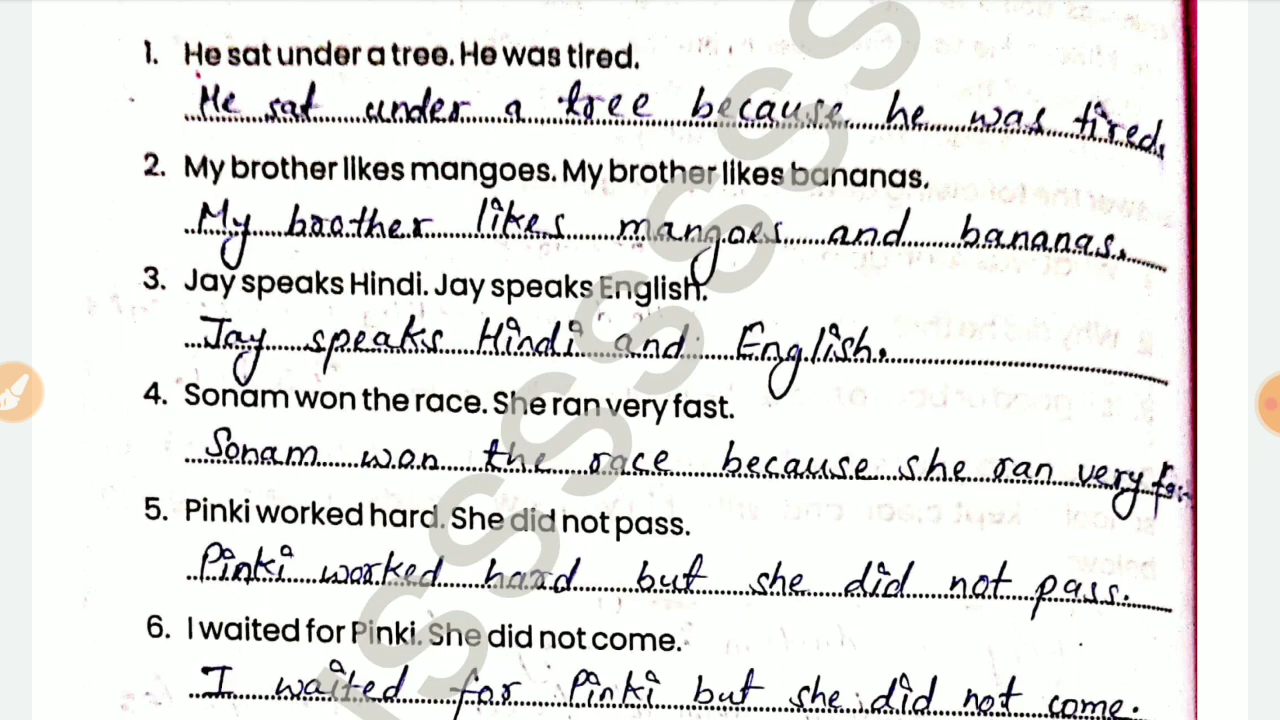 1. He sat under a tree. He was tired.
He sat under a tree because he was tired.
2. My brother likes mangoes. My brother likes bananas.
My brother likes mangoes and bananas.
3. Jay speaks Hindi. Jay speaks English.
Jay speaks Hindi and English.
4. Sonam won the race. She ran very fast.
Sonam won the race because she ran very
5. Pinki worked hard. She did not pass.
Pinki worked hard but she did not pass.
6. I waited for Pinki. She did not come.
I waited for Pinki but she did not come.